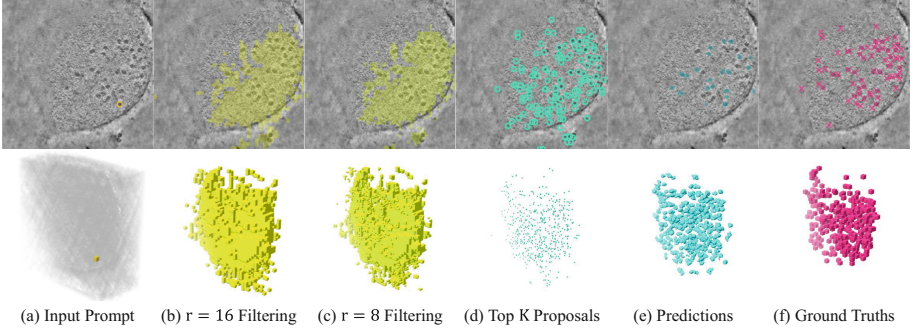 (a) Input Prompt
(b) r = 16 Filtering
(c) r = 8 Filtering
(d) Top K Proposals
(e) Predictions
(f) Ground Truths